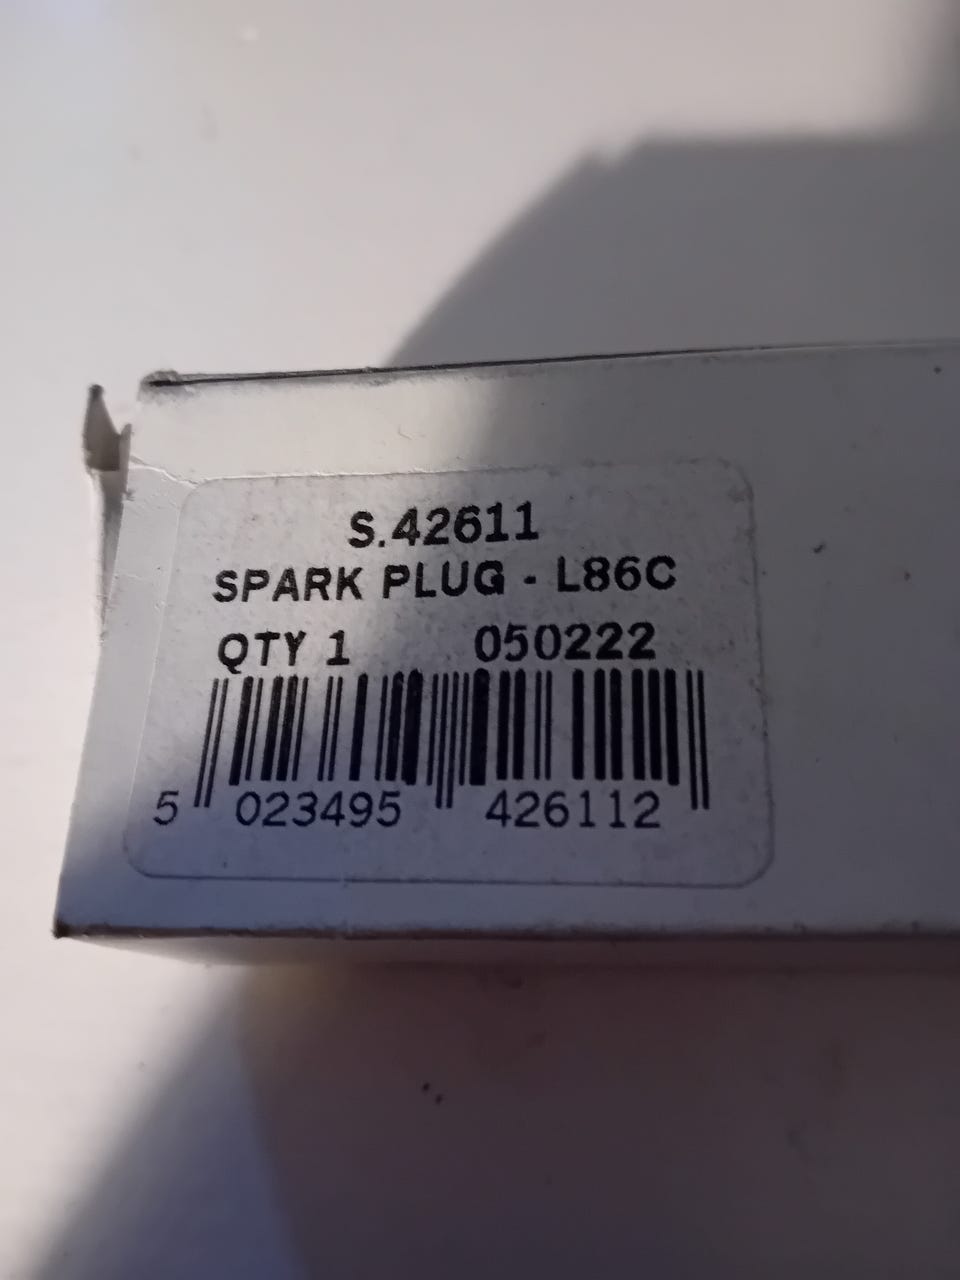 S.42611
SPARK PLUG - L86C
QTY 1 050222
5 023495 426112